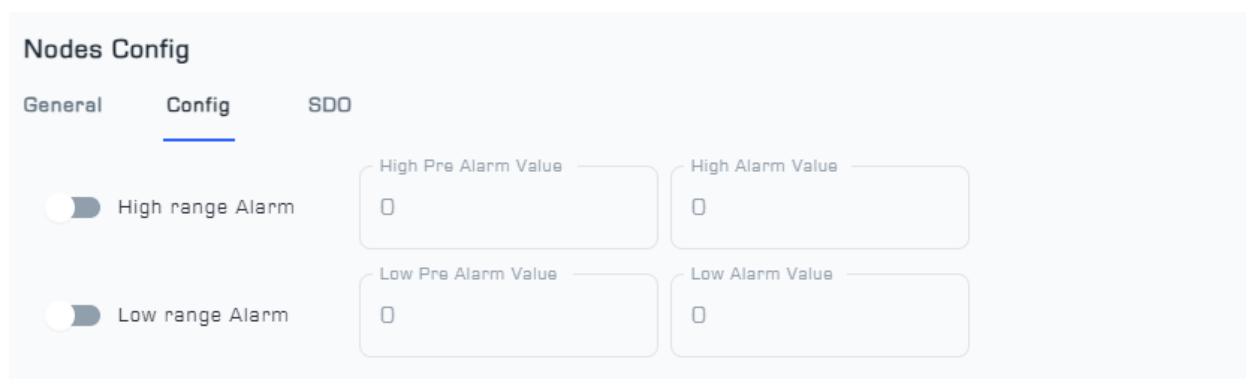 Nodes Config
General Config SDO
High Pre Alarm Value High Alarm Value
High range Alarm 0 0
Low Pre Alarm Value Low Alarm Value
Low range Alarm 0 0